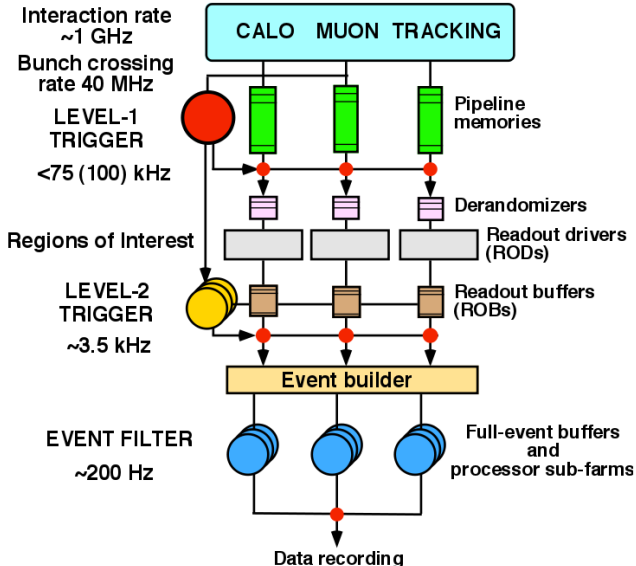 Interaction rate
~1 GHz
CALO MUON TRACKING
Bunch crossing
rate 40 MHz
LEVEL-1
TRIGGER
<75 (100) kHz
Pipeline
memories
Derandomizers
Regions of Interest
Readout drivers
(RODs)
LEVEL-2
TRIGGER
~3.5 kHz
Readout buffers
(ROBs)
Event builder
EVENT FILTER
~200 Hz
Full-event buffers
and
processor sub-farms
Data recording